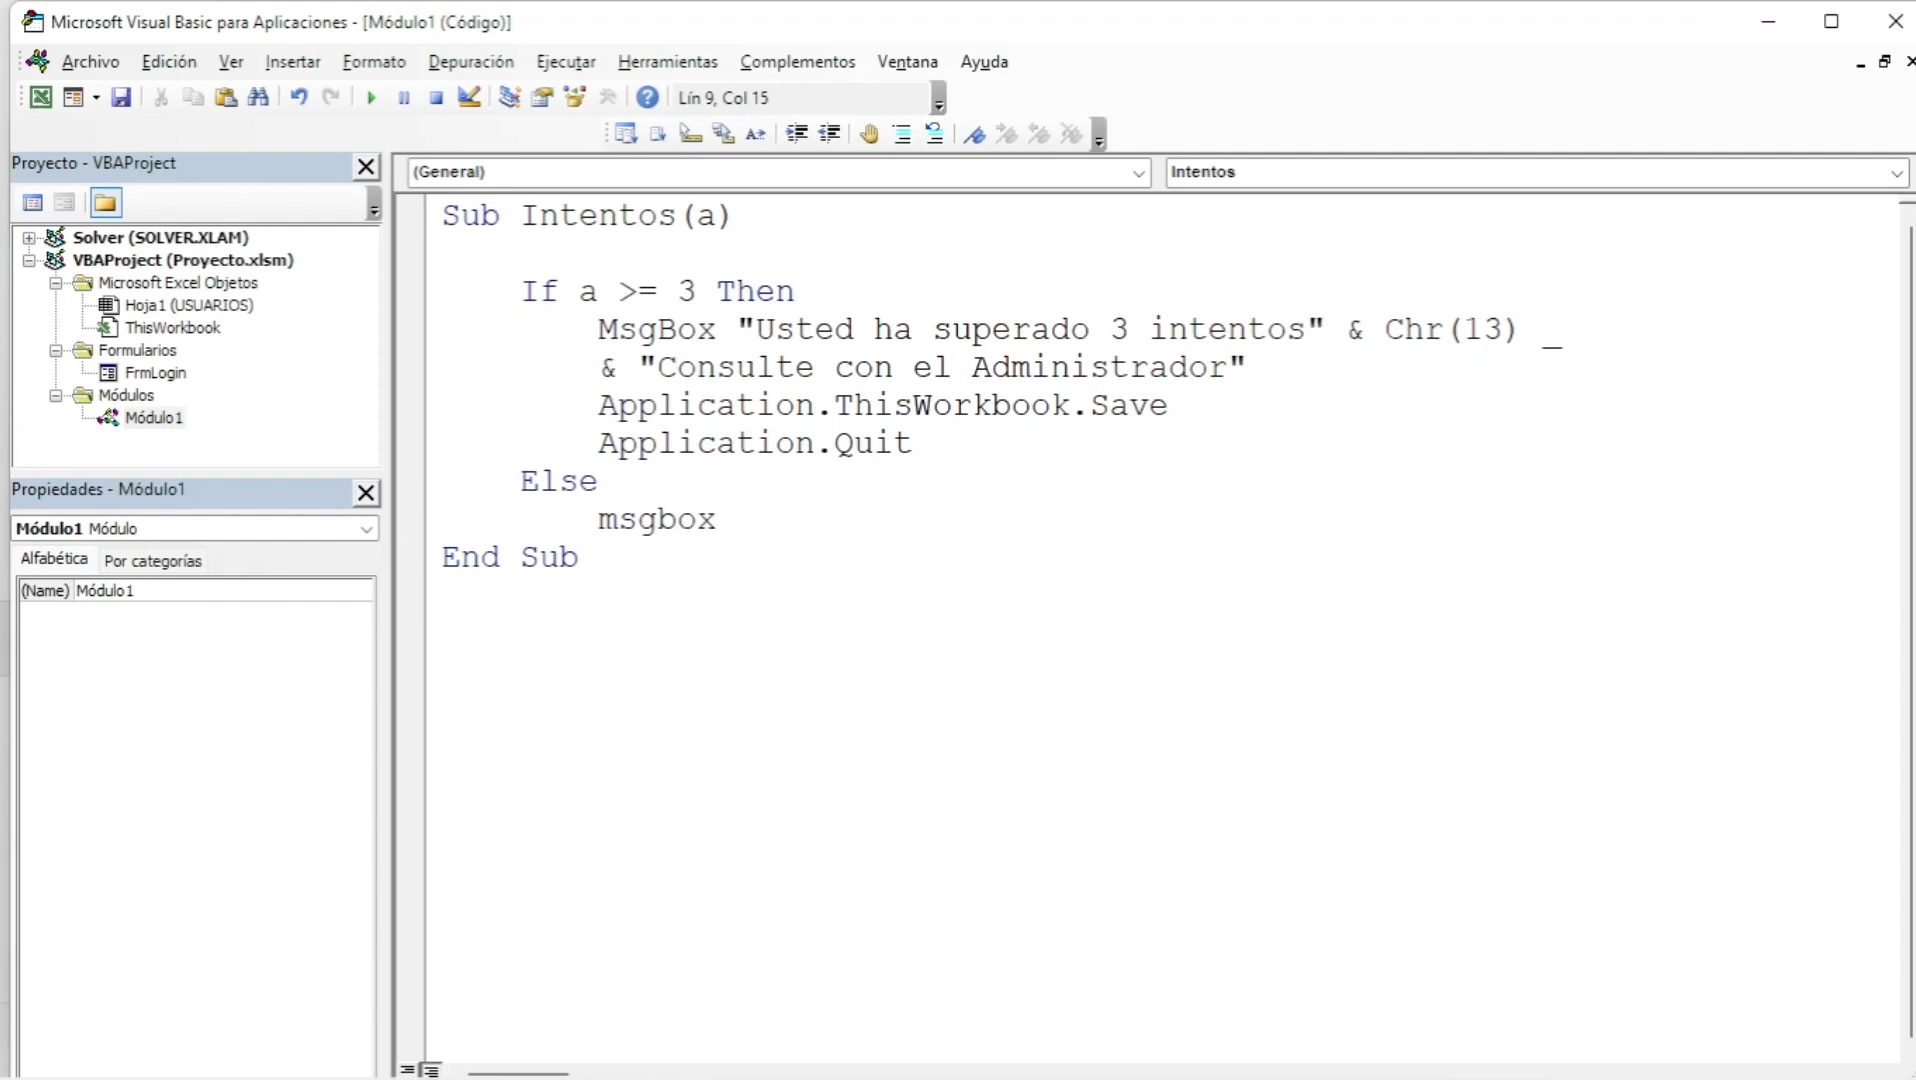 Microsoft Visual Basic para Aplicaciones - [Módulo1 (Código)]
Archivo Edición Ver Insertar Formato Depuración Ejecutar Herramientas Complementos Ventana Ayuda
Lín 9, Col 15
Proyecto - VBAProject
Solver (SOLVER.XLAM)
VBAProject (Proyecto.xlsm)
Microsoft Excel Objetos
Hoja1 (USUARIOS)
ThisWorkbook
Formularios
FrmLogin
Módulos
Módulo1
Propiedades - Módulo1
Módulo1 Módulo
Alfabética Por categorías
(Name) Módulo1
(General) Intentos
Sub Intentos(a)
If a >= 3 Then
MsgBox "Usted ha superado 3 intentos" & Chr(13) _
& "Consulte con el Administrador"
Application.ThisWorkbook.Save
Application.Quit
Else
msgbox
End Sub